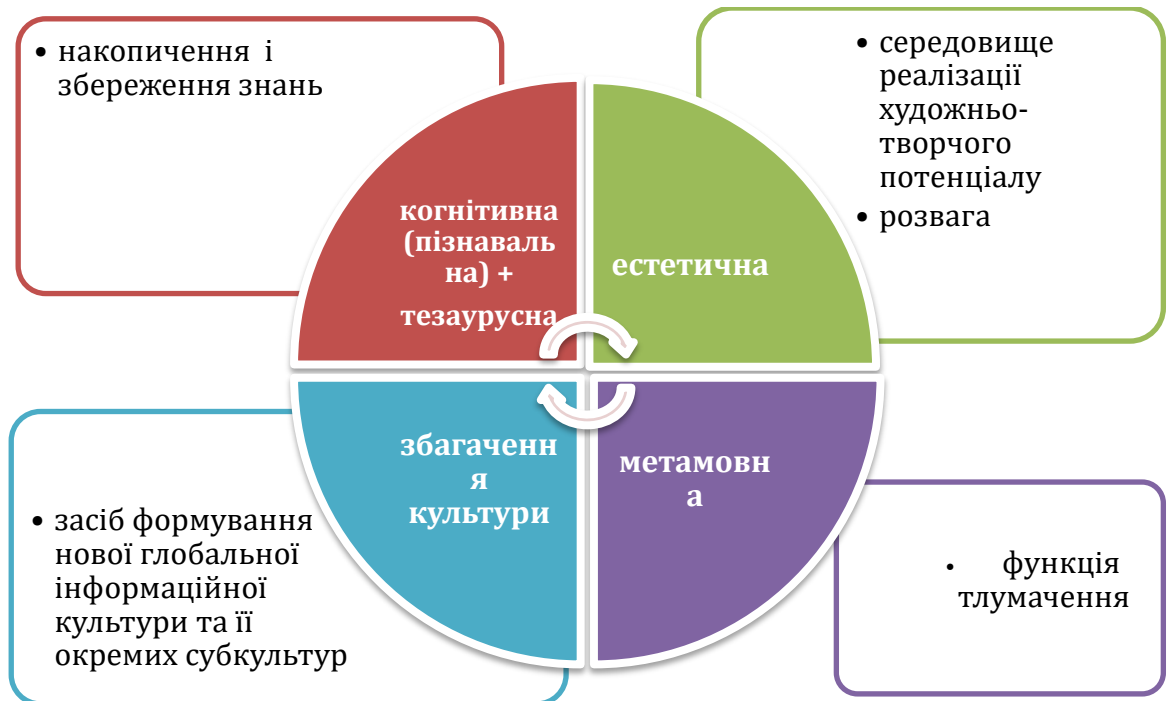 • накопичення і
збереження знань
• середовище
реалізації
художньо-
творчого
потенціалу
• розвага
когнітивна
(пізнаваль
на) +
тезаурусна
естетична
збагаченн
я
культури
метамовн
а
• засіб формування
нової глобальної
інформаційної
культури та її
окремих субкультур
• функція
тлумачення